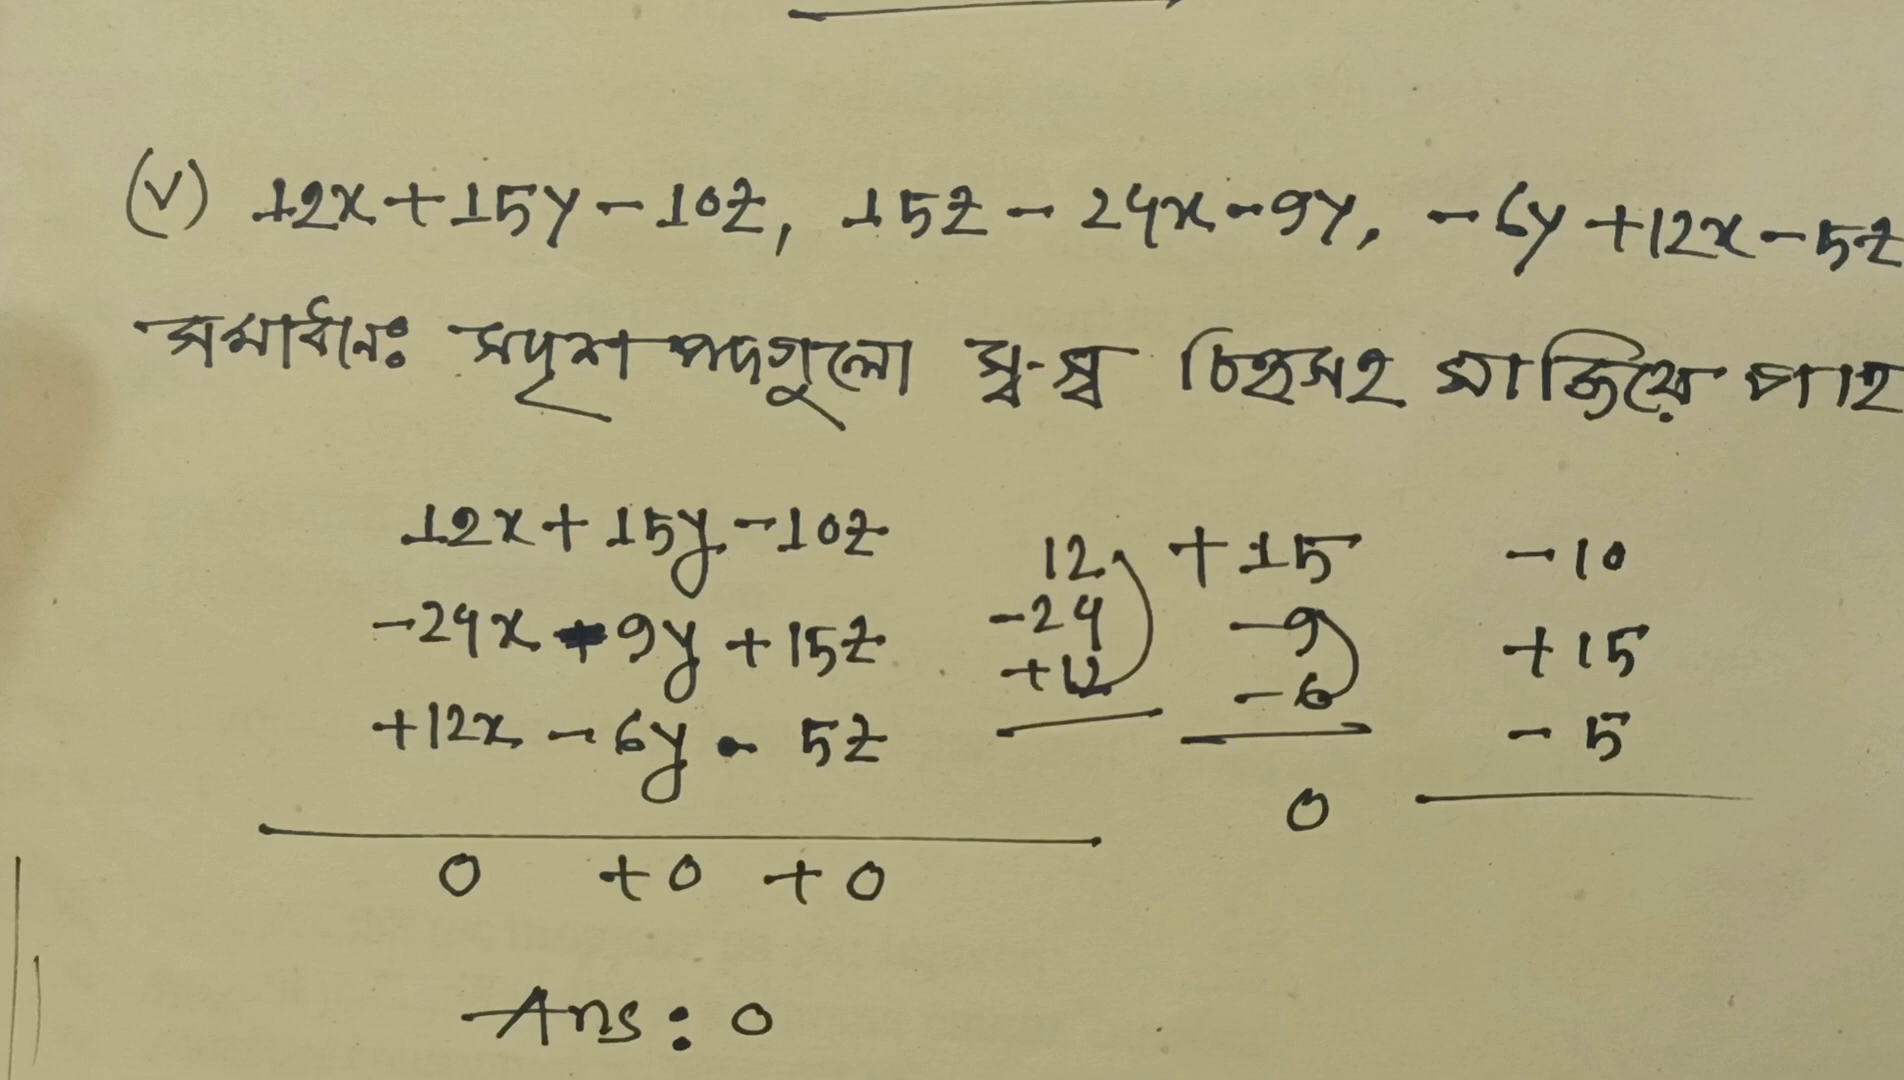 (v) 12x+15y-10z, 15z-24x-9y, -6y+12x-5z
সমাধানঃ সদৃশ পদগুলো স্ব-স্ব চিহ্নসহ সাজিয়ে পাই
12x+15y-10z
-24x-9y+15z
+12x-6y-5z
0 +0 +0
12
-24
+12
+15
-9
-6
0
-10
+15
-5
Ans: 0